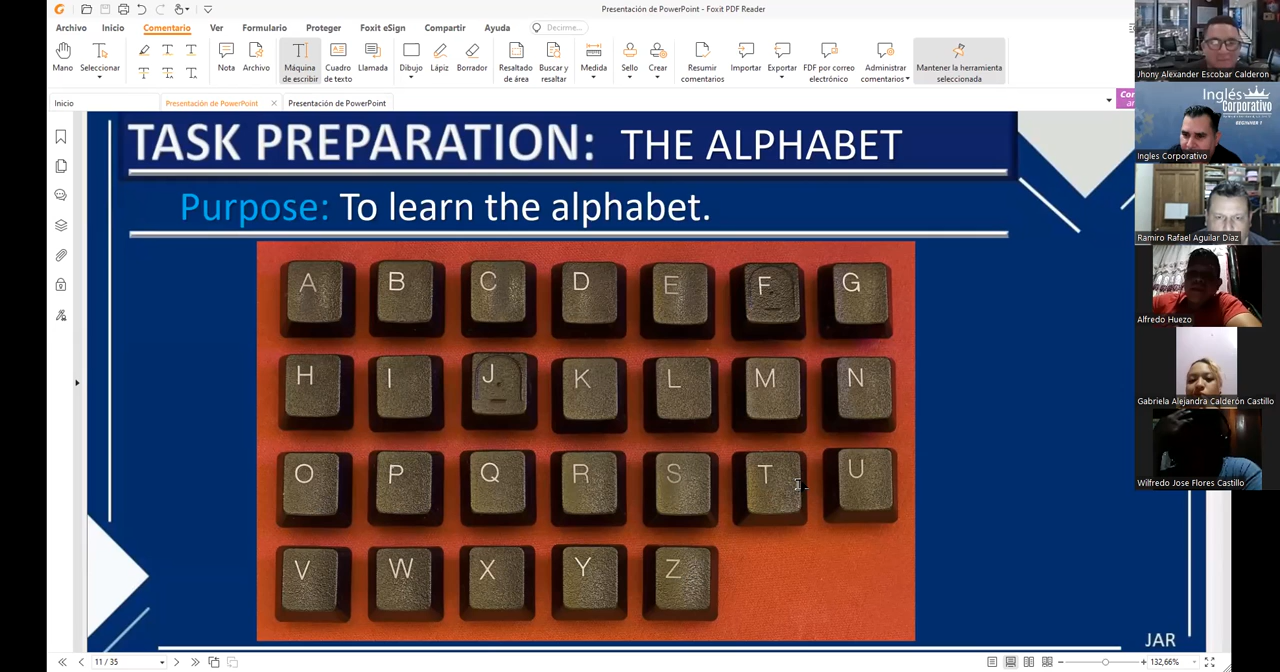 Presentación de PowerPoint - Foxit PDF Reader
Archivo Inicio Comentario Ver Formulario Proteger Foxit eSign Compartir Ayuda Decirme...
Mano Seleccionar Nota Archivo Máquina de escribir Cuadro de texto Llamada Dibujo Lápiz Borrador Resaltado de área Buscar y resaltar Medida Sello Crear Resumir comentarios Importar Exportar FDF por correo electrónico Administrar comentarios Mantener la herramienta seleccionada
Inicio Presentación de PowerPoint Presentación de PowerPoint
TASK PREPARATION: THE ALPHABET
Purpose: To learn the alphabet.
A B C D E F G
H I J K L M N
O P Q R S T U
V W X Y Z
JAR
11 / 35
132,66%
Jhony Alexander Escobar Calderon
Inglés
Corporativo
BEGINNER 1
Ingles Corporativo
Ramiro Rafael Aguilar Díaz
Alfredo Huezo
Gabriela Alejandra Calderón Castillo
Wilfredo Jose Flores Castillo